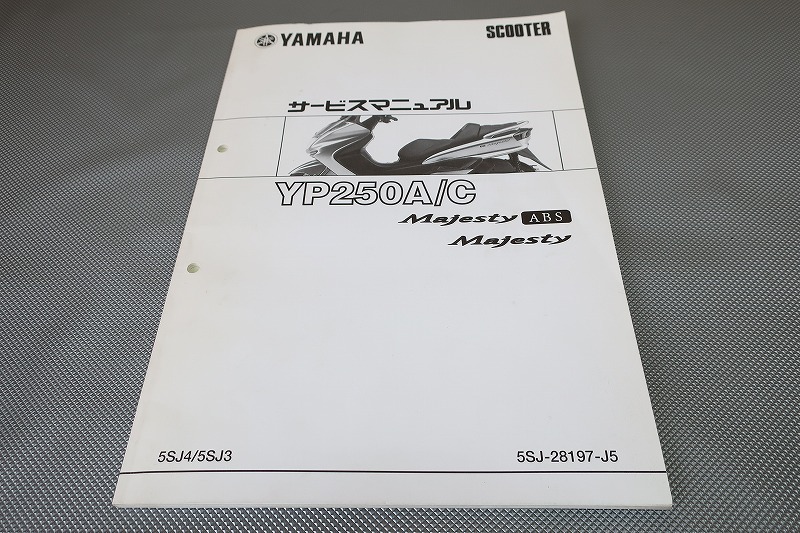 YAMAHA
SCOOTER
サービスマニュアル
YP250A/C
Majesty ABS
Majesty
5SJ4/5SJ3
5SJ-28197-J5